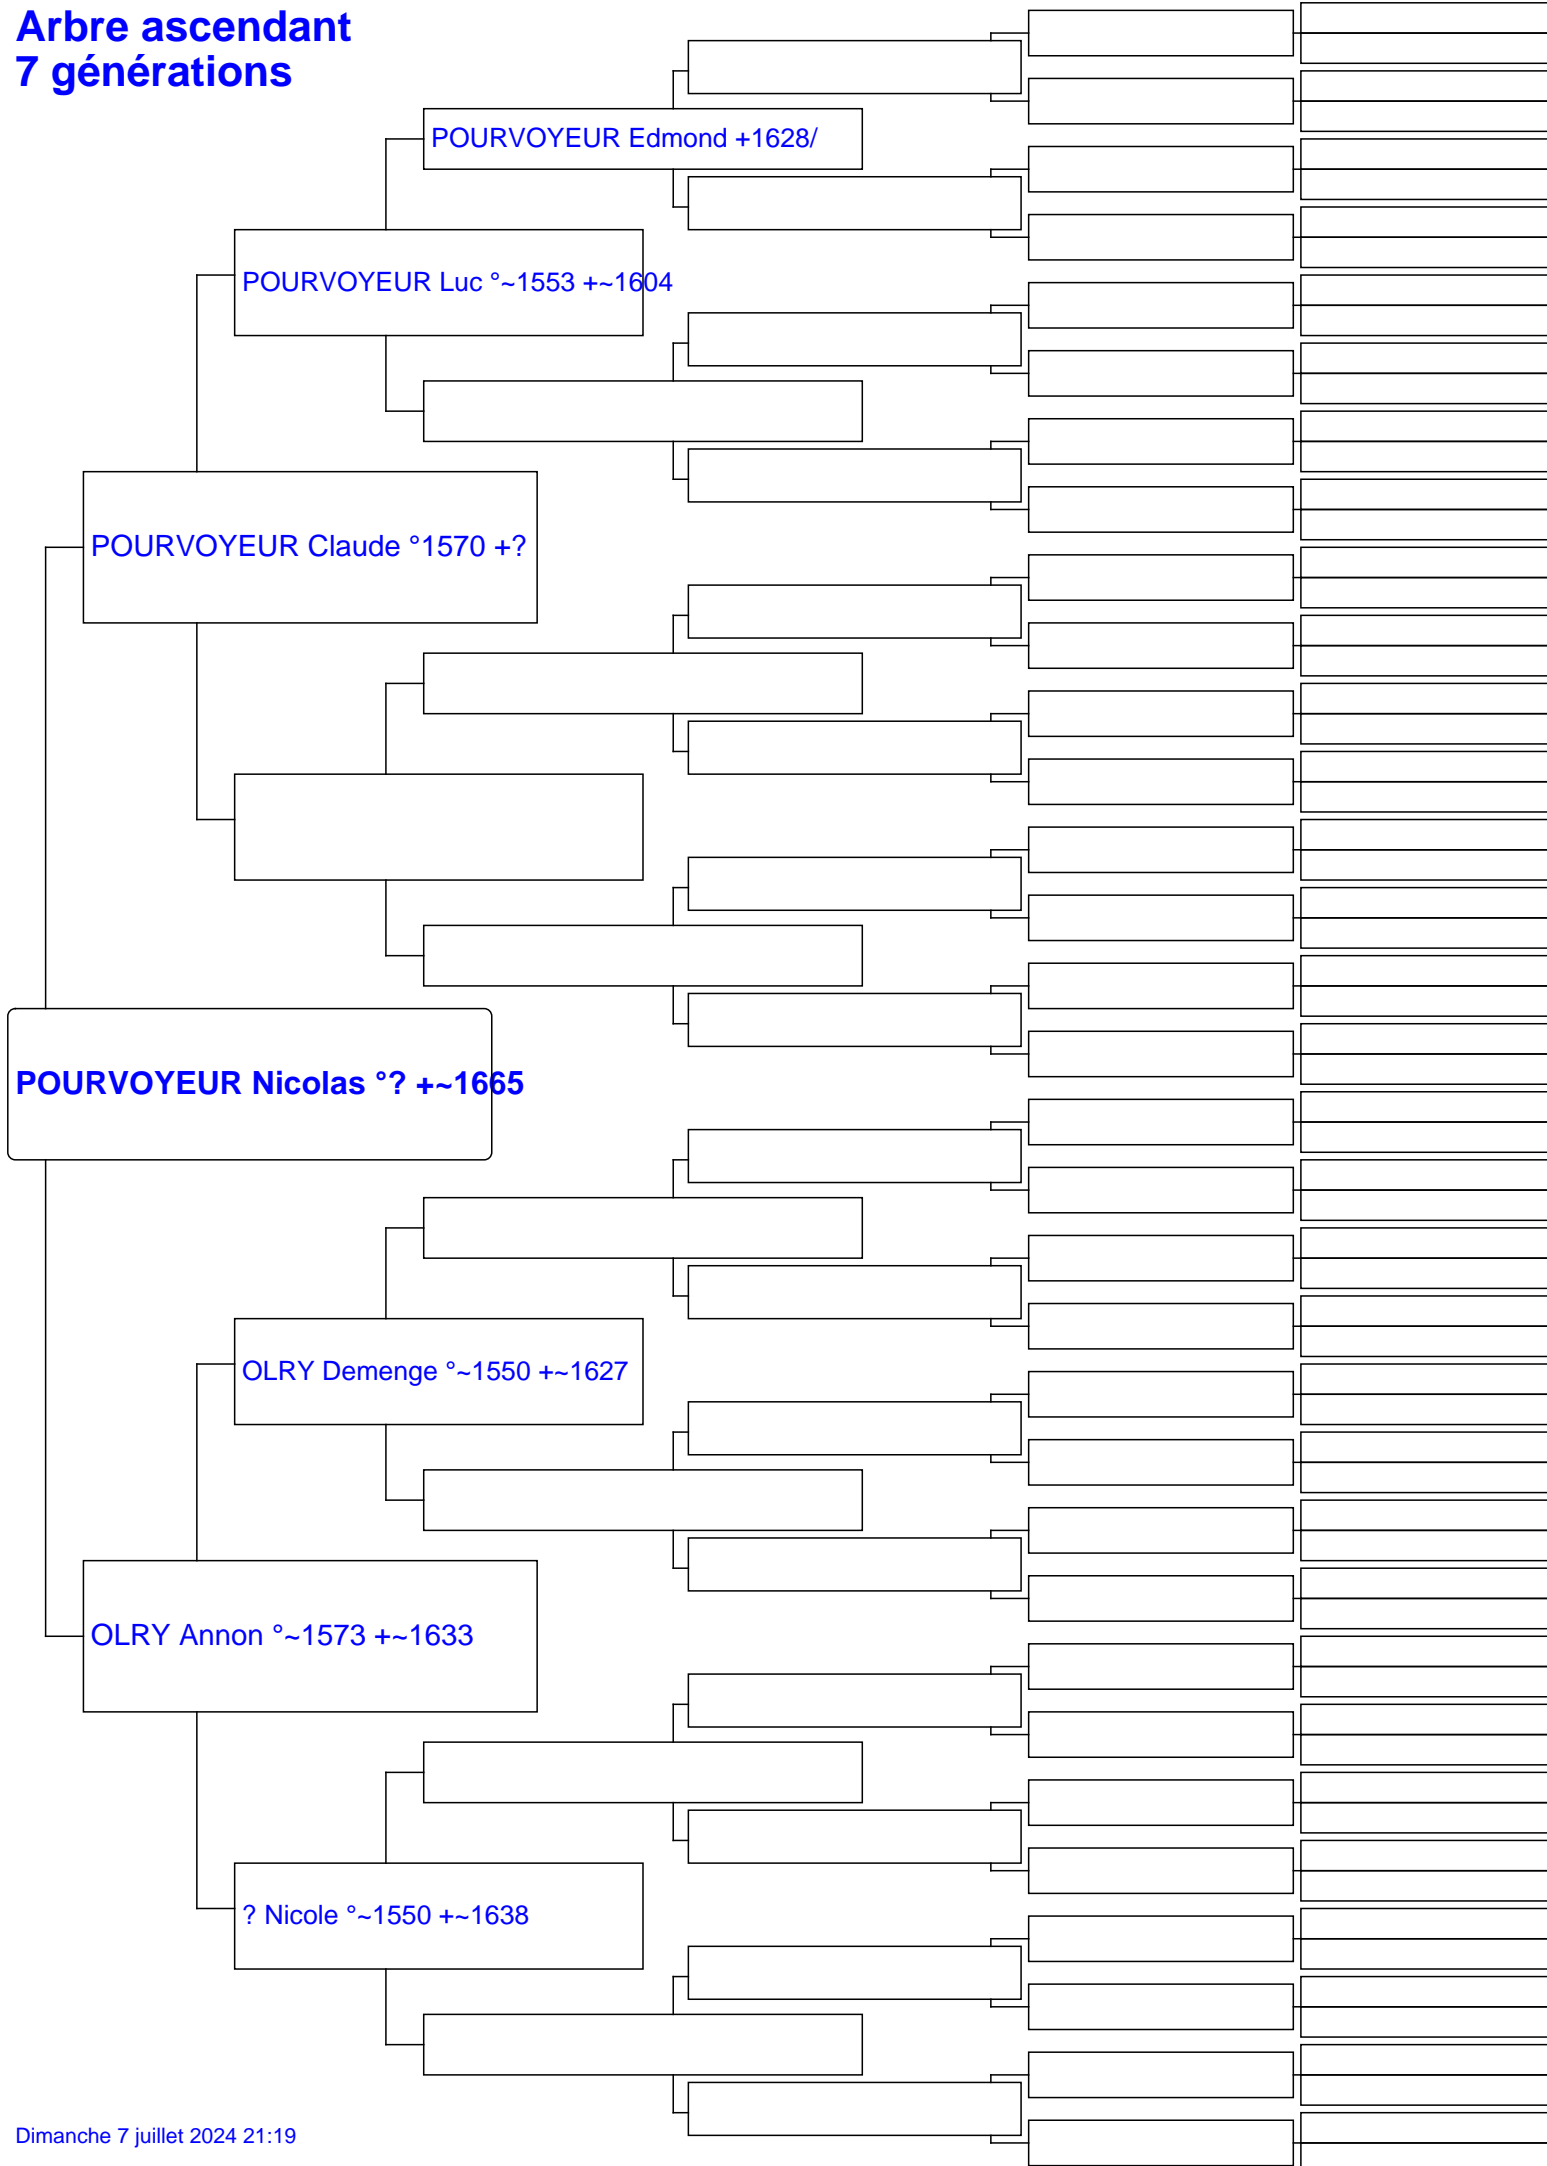 Arbre ascendant
7 générations
POURVOYEUR Edmond +1628/
POURVOYEUR Luc °~1553 +~1604
POURVOYEUR Claude °1570 +?
POURVOYEUR Nicolas °? +~1665
OLRY Demenge °~1550 +~1627
OLRY Annon °~1573 +~1633
? Nicole °~1550 +~1638
Dimanche 7 juillet 2024 21:19